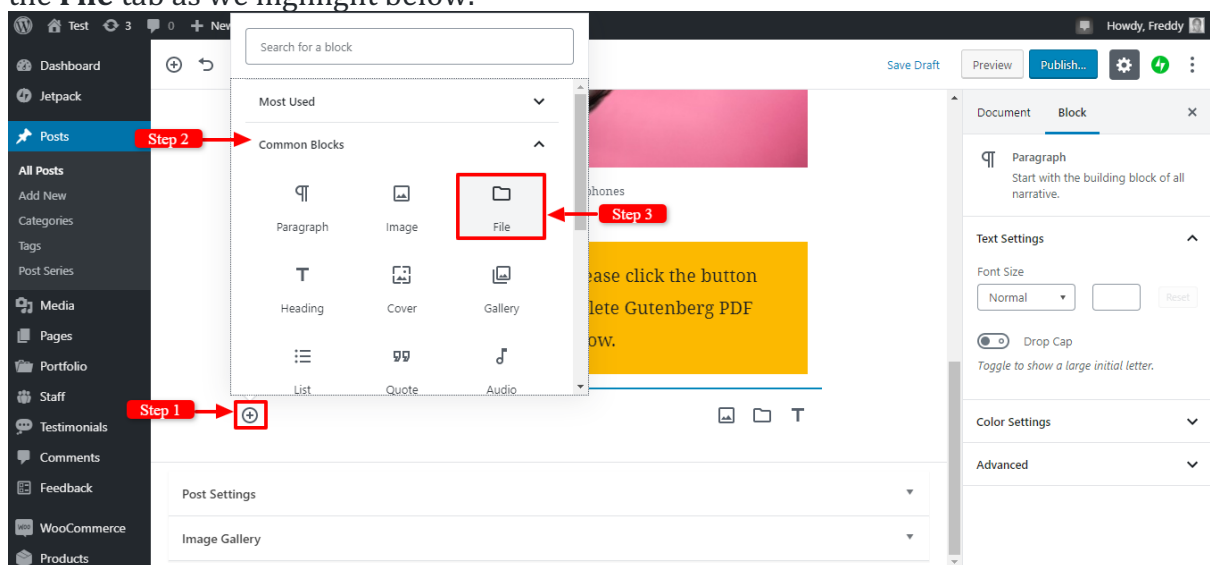 the File tab as we highlight below.
Test 3 0 + New
Howdy, Freddy
Dashboard
Jetpack
Posts
All Posts
Add New
Categories
Tags
Post Series
Media
Pages
Portfolio
Staff
Testimonials
Comments
Feedback
WooCommerce
Products
Search for a block
Most Used
Step 2
Common Blocks
Paragraph Image File
Step 3
Heading Cover Gallery
List Quote Audio
Step 1
Save Draft Preview Publish...
phones
ease click the button
lete Gutenberg PDF
ow.
T
Post Settings
Image Gallery
Document Block
Paragraph
Start with the building block of all
narrative.
Text Settings
Font Size
Normal Reset
Drop Cap
Toggle to show a large initial letter.
Color Settings
Advanced